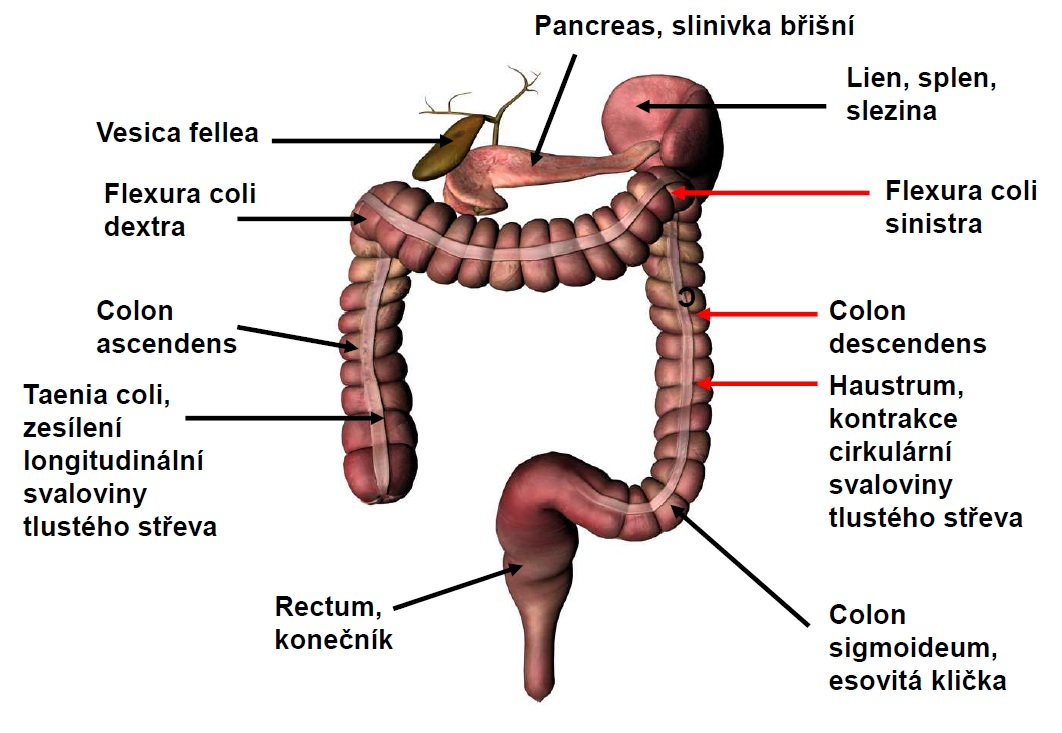 Pancreas, slinivka břišní
Lien, splen,
slezina
Vesica fellea
Flexura coli
dextra
Flexura coli
sinistra
Colon
ascendens
Colon
descendens
Taenia coli,
zesílení
longitudinální
svaloviny
tlustého střeva
Haustrum,
kontrakce
cirkulární
svaloviny
tlustého střeva
Rectum,
konečník
Colon
sigmoideum,
esovitá klička